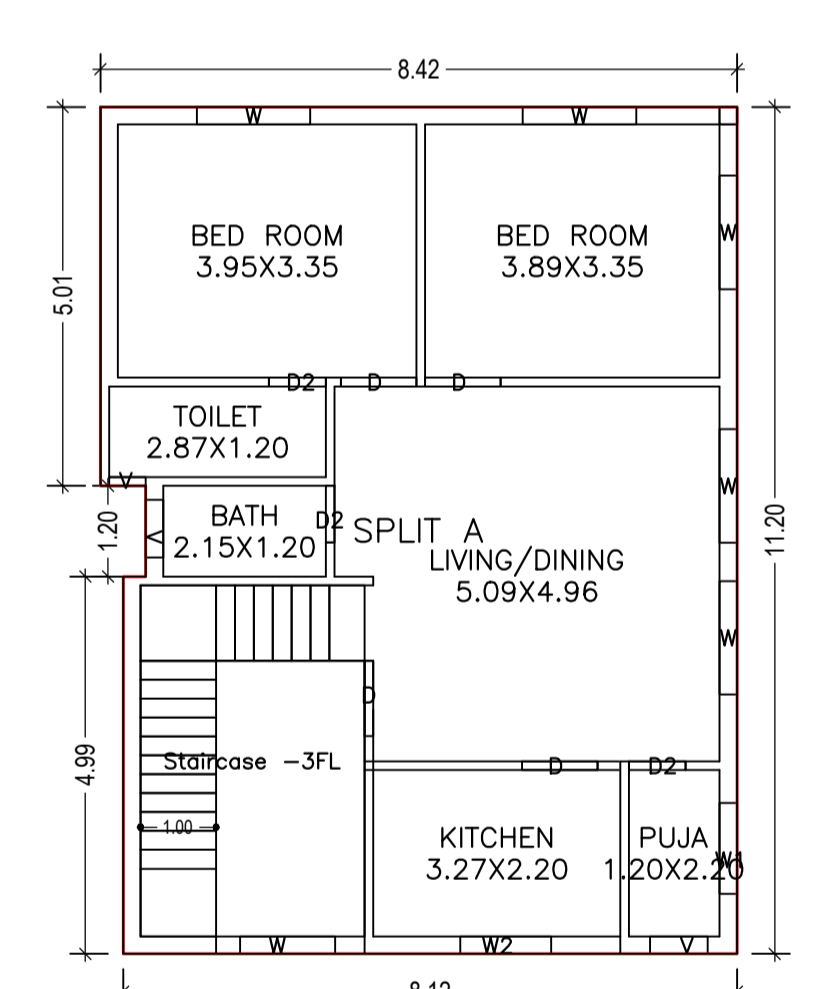 8.42
W
W
BED ROOM
3.95X3.35
BED ROOM
3.89X3.35
W
5.01
D2
D
D
TOILET
2.87X1.20
V
W
1.20
BATH
2.15X1.20
V
D2
SPLIT A
LIVING/DINING
5.09X4.96
11.20
W
D
4.99
Staircase -3FL
D
D2
1.00
KITCHEN
3.27X2.20
PUJA
1.20X2.20
W1
W
W2
V
8.12